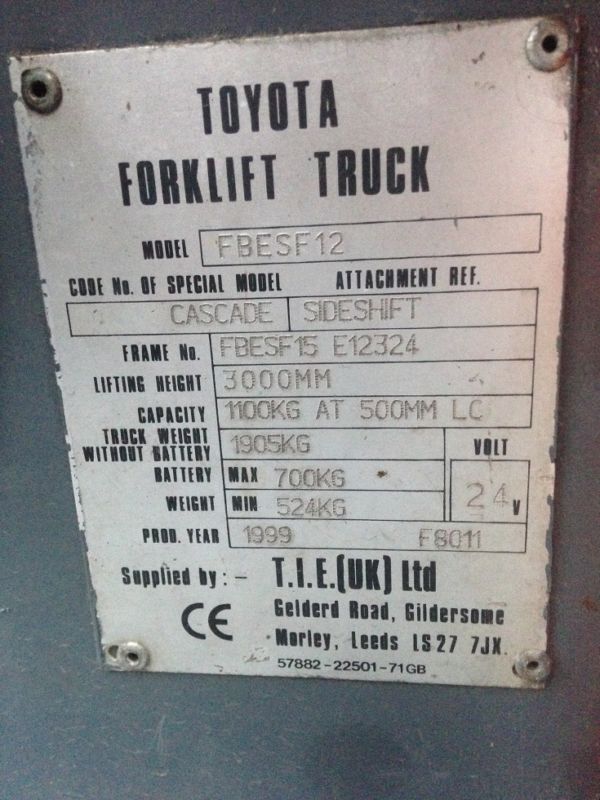 TOYOTA
FORKLIFT TRUCK
MODEL FBESF12
CODE No. OF SPECIAL MODEL ATTACHMENT REF.
CASCADE SIDESHIFT
FRAME No. FBESF15 E12324
LIFTING HEIGHT 3000MM
CAPACITY 1100KG AT 500MM LC
TRUCK WEIGHT
WITHOUT BATTERY 1905KG VOLT
BATTERY MAX 700KG
WEIGHT MIN 524KG 24 V
PROD. YEAR 1999 F8011
Supplied by :- T.I.E.(UK) Ltd
CE Gelderd Road, Gildersome
Morley, Leeds LS27 7JX.
57882-22501-71GB